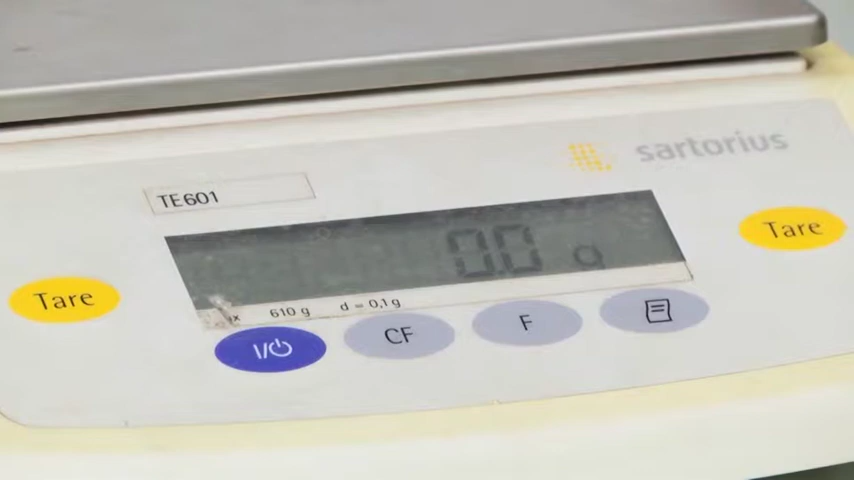 sartorius
TE601
0.0 g
Tare
Tare
610 g d = 0,1 g
I/
CF
F